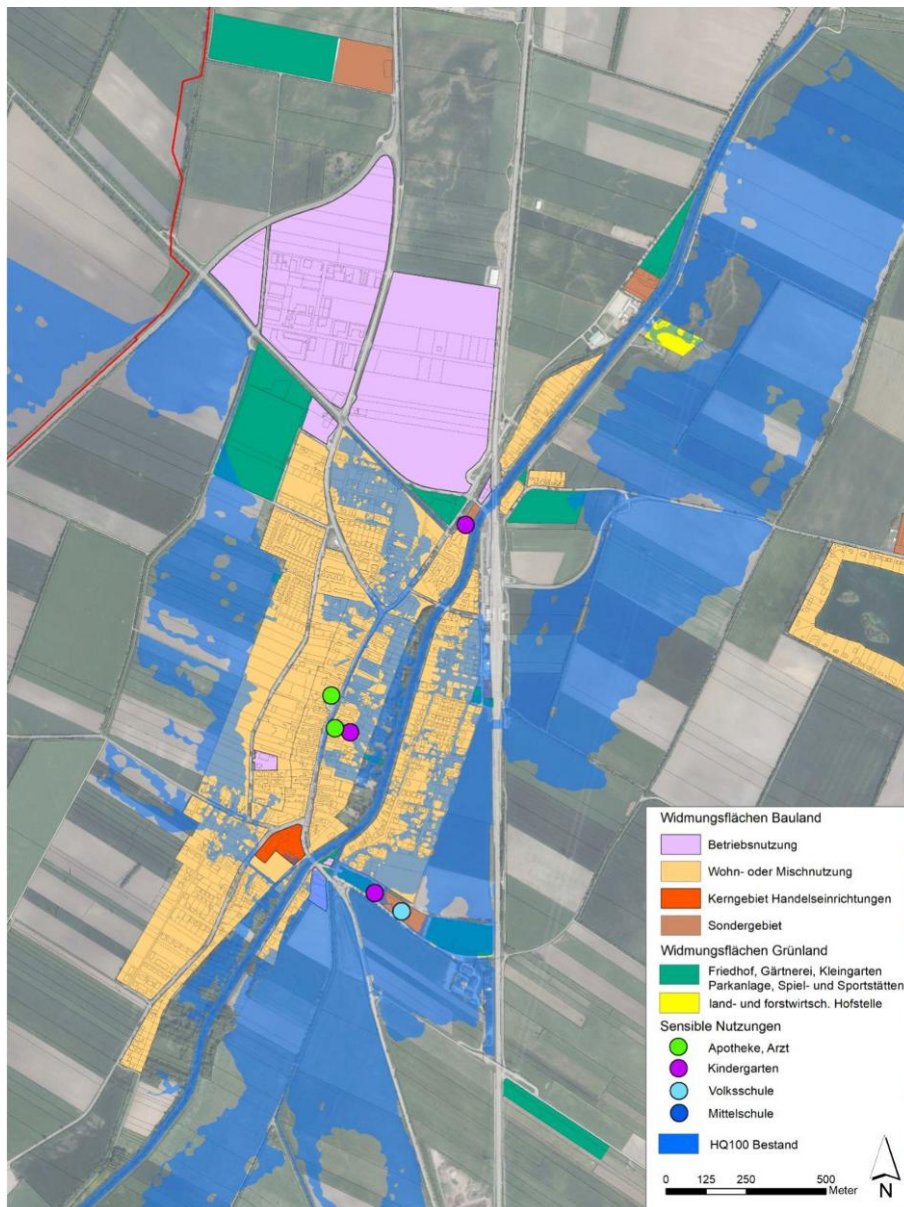 Widmungsflächen Bauland
Betriebsnutzung
Wohn- oder Mischnutzung
Kerngebiet Handelseinrichtungen
Sondergebiet
Widmungsflächen Grünland
Friedhof, Gärtnerei, Kleingarten
Parkanlage, Spiel- und Sportstätten
land- und forstwirtsch. Hofstelle
Sensible Nutzungen
Apotheke, Arzt
Kindergarten
Volksschule
Mittelschule
HQ100 Bestand
0 125 250 500
Meter
N